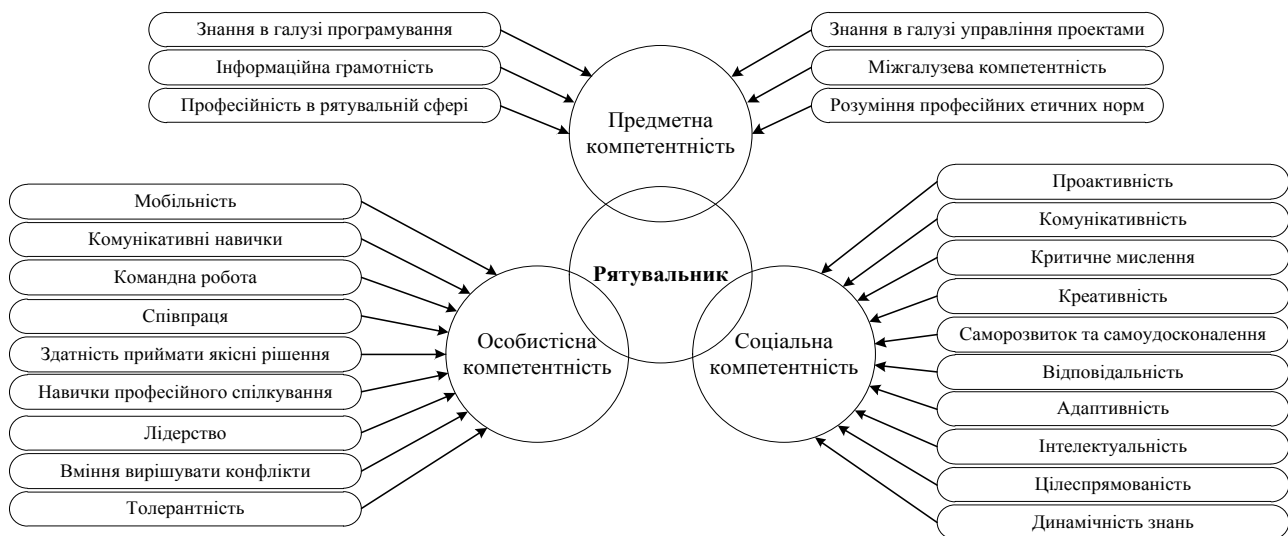 Знання в галузі програмування
Інформаційна грамотність
Професійність в рятувальній сфері
Знання в галузі управління проектами
Міжгалузева компетентність
Розуміння професійних етичних норм
Предметна
компетентність
Мобільність
Комунікативні навички
Командна робота
Співпраця
Здатність приймати якісні рішення
Навички професійного спілкування
Лідерство
Вміння вирішувати конфлікти
Толерантність
Рятувальник
Особистісна
компетентність
Соціальна
компетентність
Проактивність
Комунікативність
Критичне мислення
Креативність
Саморозвиток та самоудосконалення
Відповідальність
Адаптивність
Інтелектуальність
Цілеспрямованість
Динамічність знань